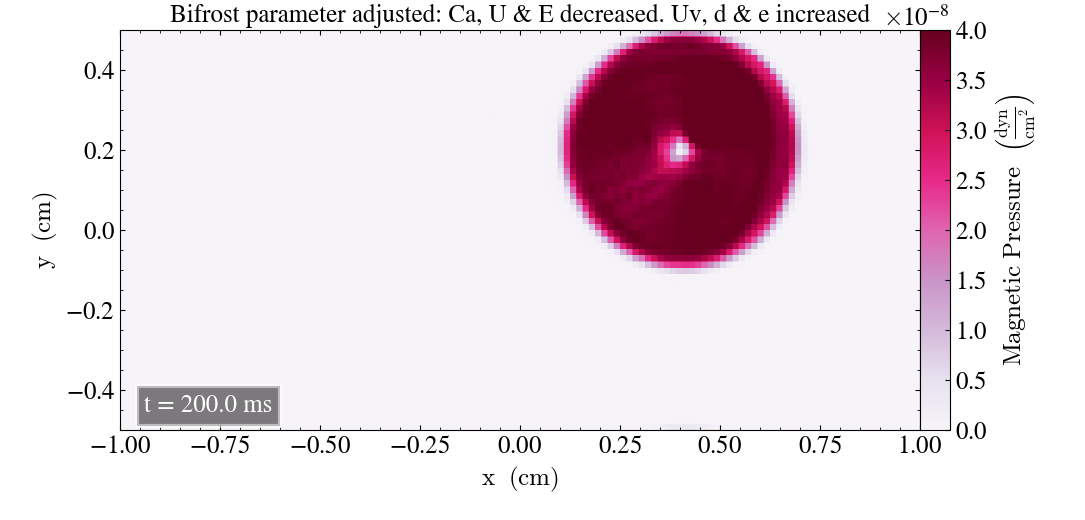 Bifrost parameter adjusted: Ca, U & E decreased. Uv, d & e increased
×10⁻⁸
4.0
3.5
3.0
2.5
2.0
1.5
1.0
0.5
0.0
Magnetic Pressure (dyn/cm²)
0.4
0.2
0.0
−0.2
−0.4
y (cm)
t = 200.0 ms
−1.00 −0.75 −0.50 −0.25 0.00 0.25 0.50 0.75 1.00
x (cm)